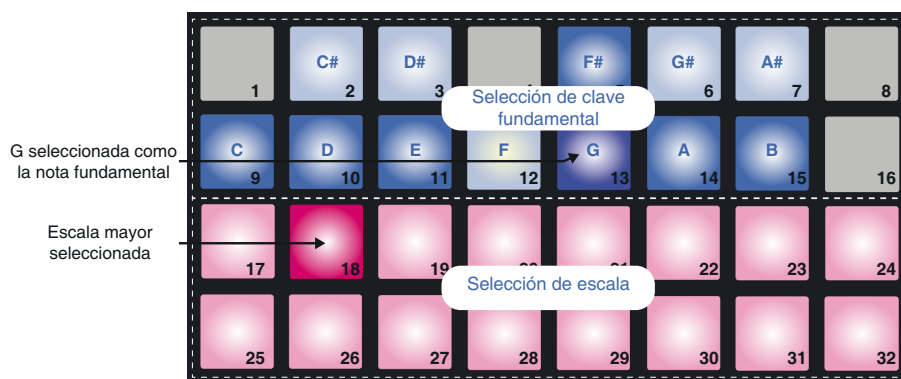 C# D# F# G# A#
1 2 3 6 7 8
Selección de clave
fundamental
G seleccionada como
la nota fundamental
C D E F G A B
9 10 11 12 13 14 15 16
Escala mayor
seleccionada
17 18 19 22 23 24
Selección de escala
25 26 27 28 29 30 31 32